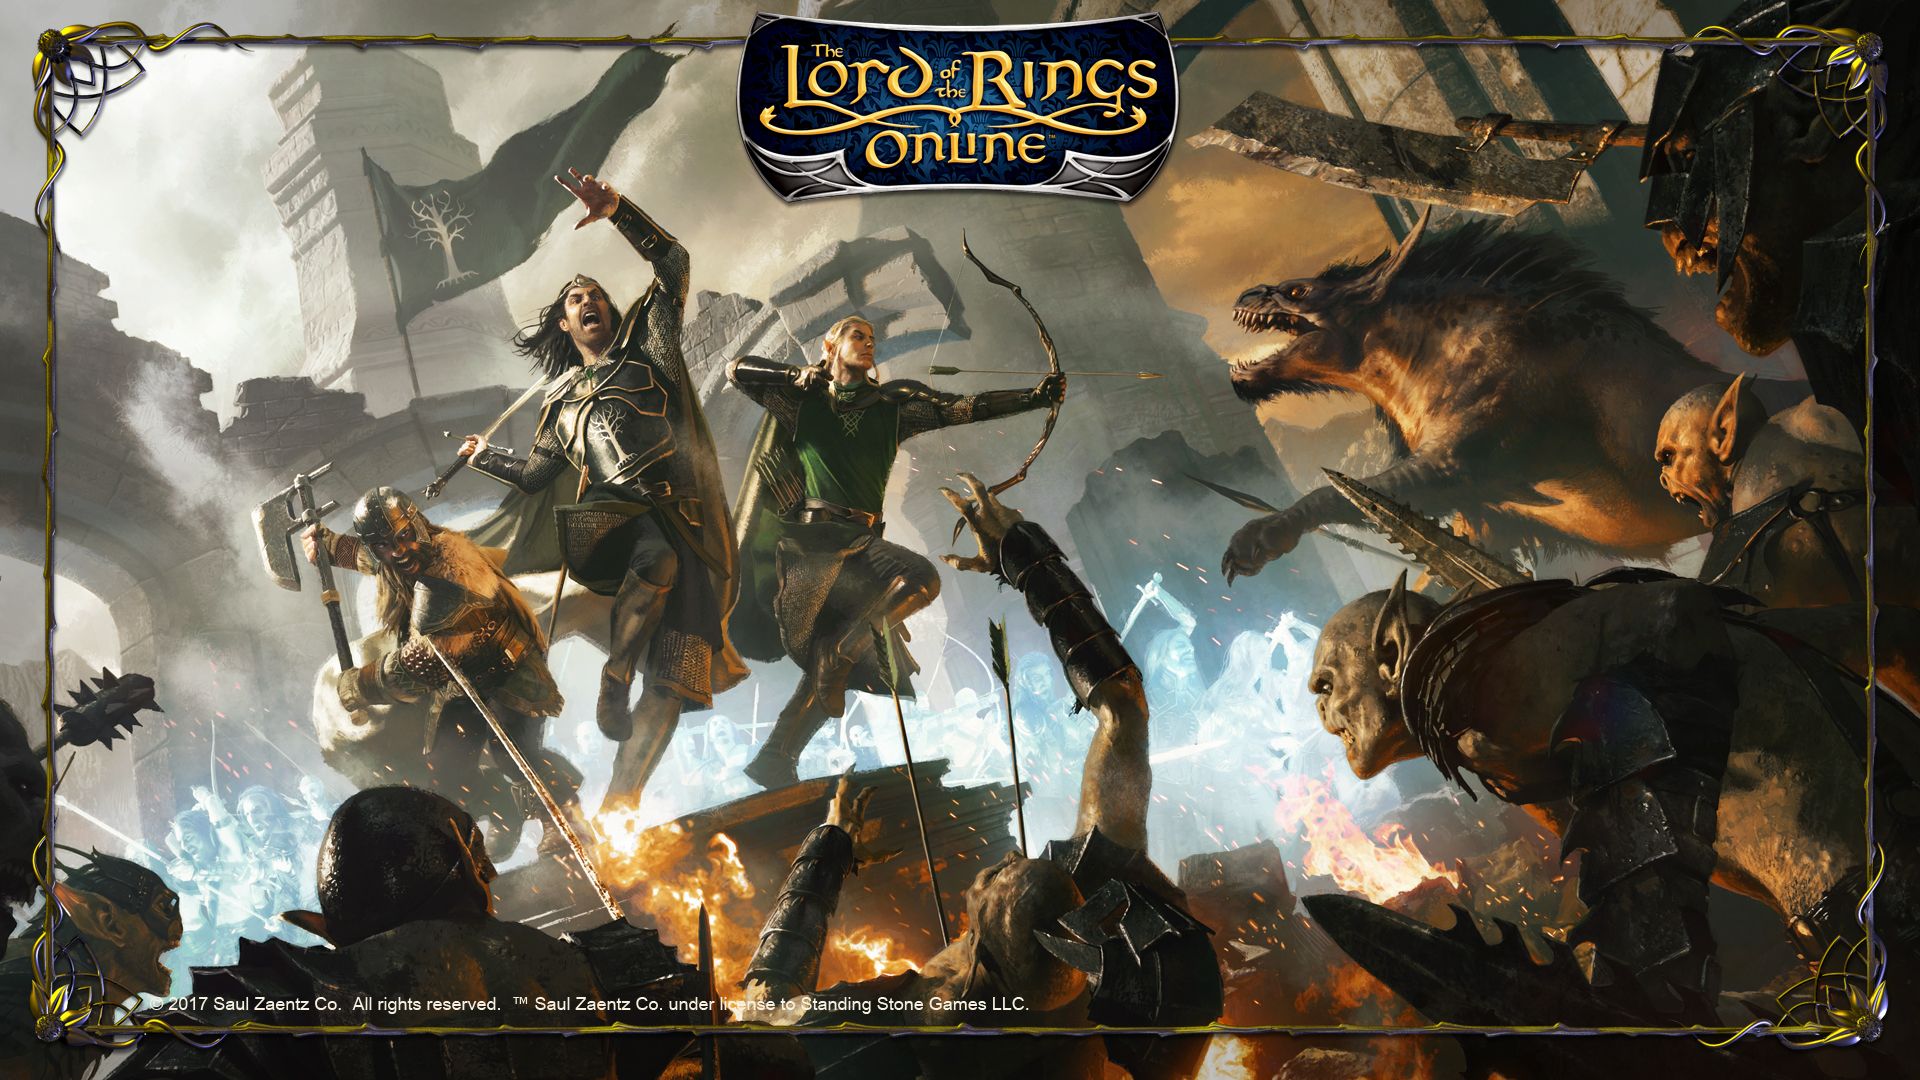 The
Lord of the Rings
Online™
© 2017 Saul Zaentz Co.  All rights reserved.  ™ Saul Zaentz Co. under license to Standing Stone Games LLC.